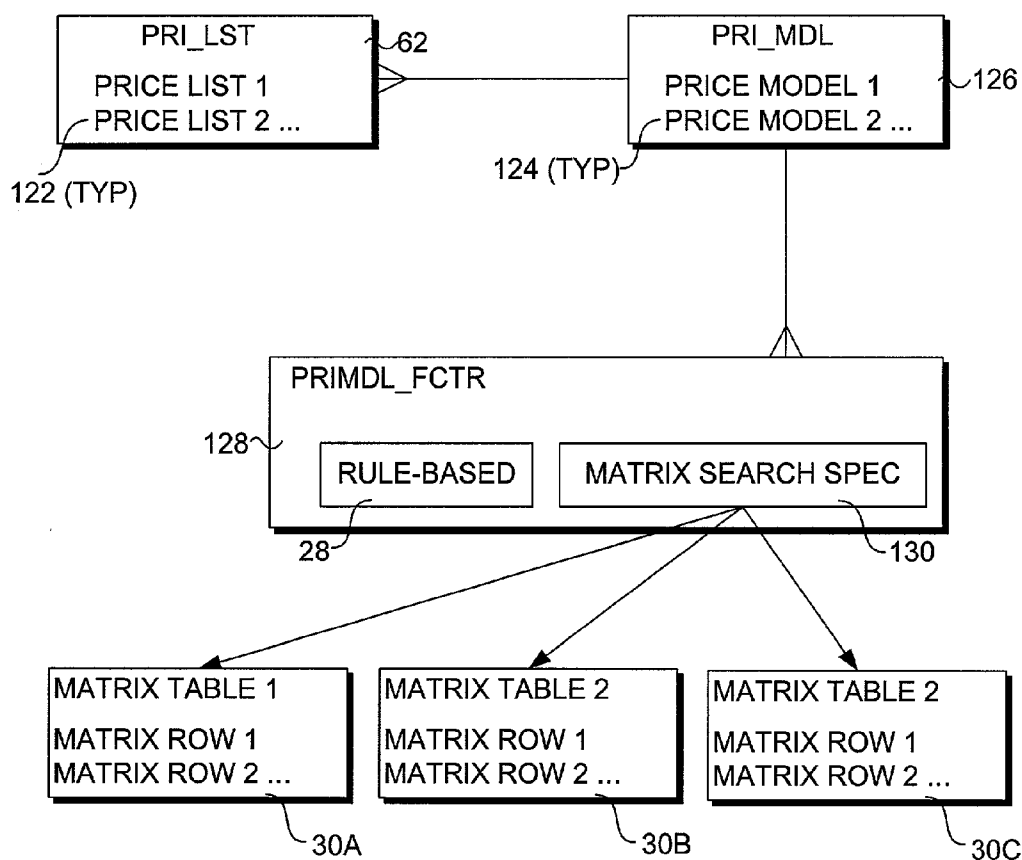 PRI_LST
62
PRICE LIST 1
PRICE LIST 2 ...
122 (TYP)
PRI_MDL
126
PRICE MODEL 1
PRICE MODEL 2 ...
124 (TYP)
PRIMDL_FCTR
128
RULE-BASED
MATRIX SEARCH SPEC
28
130
MATRIX TABLE 1
MATRIX ROW 1
MATRIX ROW 2 ...
30A
MATRIX TABLE 2
MATRIX ROW 1
MATRIX ROW 2 ...
30B
MATRIX TABLE 2
MATRIX ROW 1
MATRIX ROW 2 ...
30C